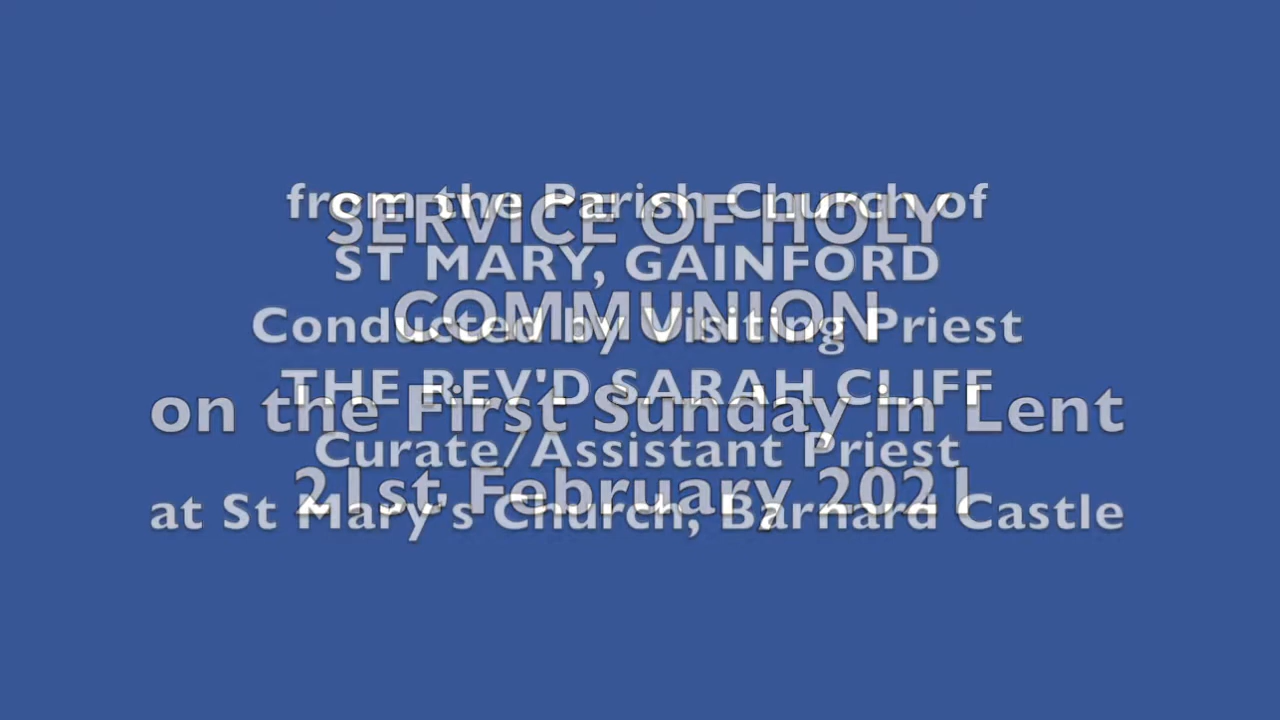 SERVICE OF HOLY
COMMUNION
on the First Sunday in Lent
21st February, 2021
from the Parish Church of
ST MARY, GAINFORD
Conducted by Visiting Priest
THE REV'D SARAH CLIFF
Curate/Assistant Priest
at St Mary's Church, Barnard Castle